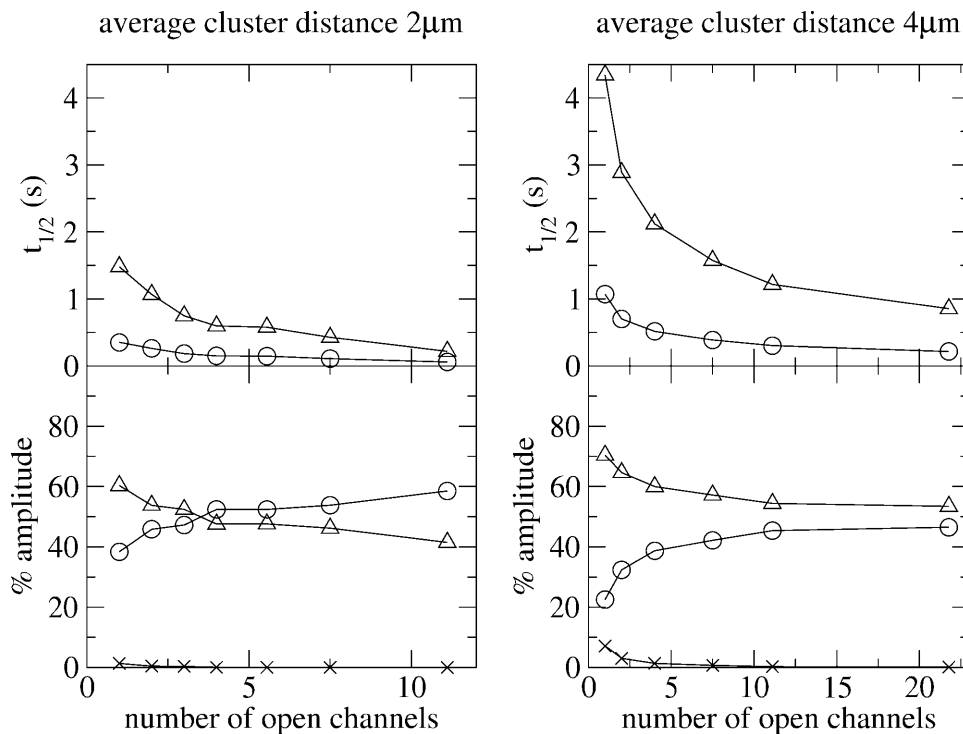 average cluster distance 2μm
average cluster distance 4μm
4
3
2
1
0
t1/2 (s)
4
3
2
1
0
t1/2 (s)
80
60
40
20
0
% amplitude
80
60
40
20
0
% amplitude
0 5 10
number of open channels
0 5 10 15 20
number of open channels